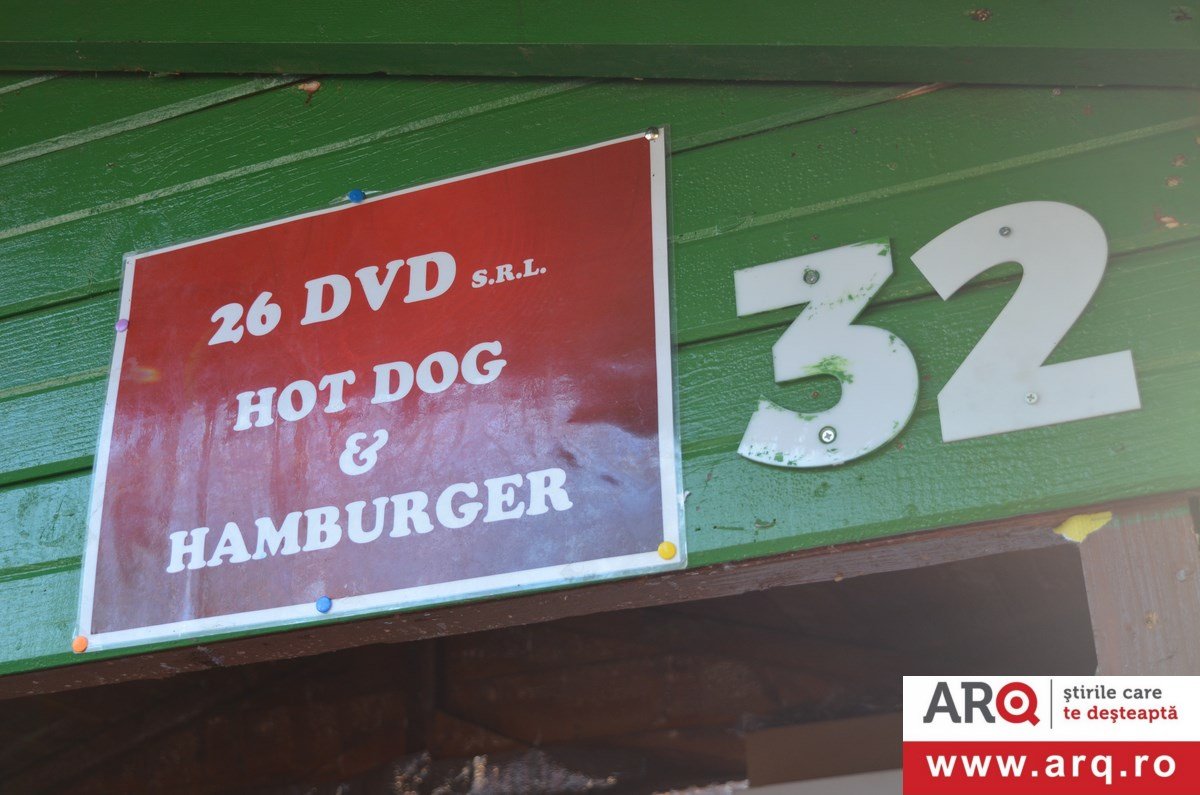 26 DVD S.R.L.
HOT DOG
&
HAMBURGER
32
ARQ
știrile care
te deșteaptă
www.arq.ro